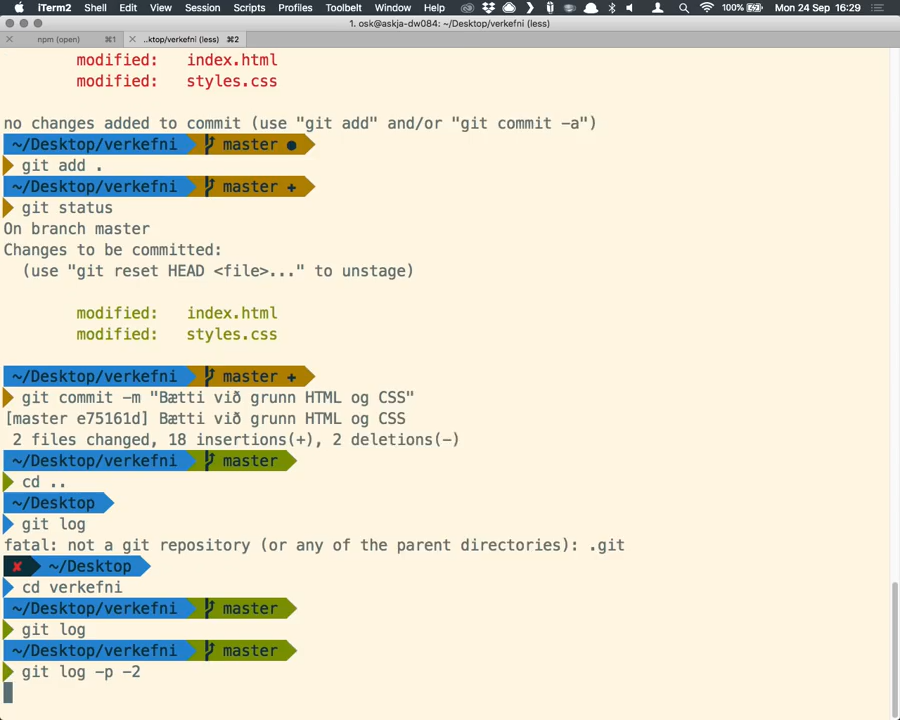 iTerm2 Shell Edit View Session Scripts Profiles Toolbelt Window Help 100% Mon 24 Sep 16:29
1. osk@askja-dw084: ~/Desktop/verkefni (less)
npm (open) ⌘1 ..ktop/verkefni (less) ⌘2
modified: index.html
modified: styles.css
no changes added to commit (use "git add" and/or "git commit -a")
~/Desktop/verkefni master ●
git add .
~/Desktop/verkefni master +
git status
On branch master
Changes to be committed:
(use "git reset HEAD <file>..." to unstage)
modified: index.html
modified: styles.css
~/Desktop/verkefni master +
git commit -m "Bætti við grunn HTML og CSS"
[master e75161d] Bætti við grunn HTML og CSS
2 files changed, 18 insertions(+), 2 deletions(-)
~/Desktop/verkefni master
cd ..
~/Desktop
git log
fatal: not a git repository (or any of the parent directories): .git
✘ ~/Desktop
cd verkefni
~/Desktop/verkefni master
git log
~/Desktop/verkefni master
git log -p -2